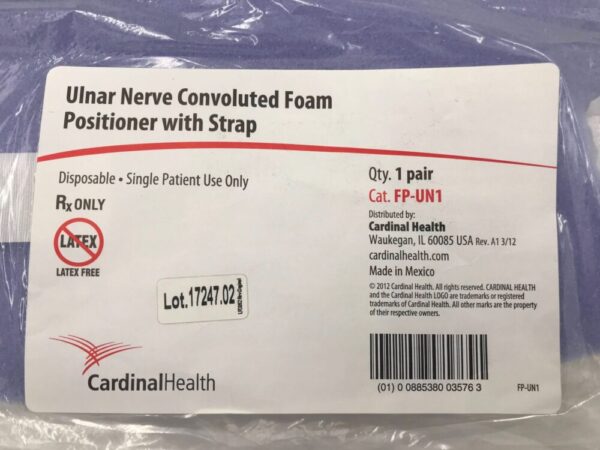 Ulnar Nerve Convoluted Foam
Positioner with Strap
Disposable • Single Patient Use Only
Rx ONLY
LATEX
LATEX FREE
Lot.17247.02
CardinalHealth
Qty. 1 pair
Cat. FP-UN1
Distributed by:
Cardinal Health
Waukegan, IL 60085 USA Rev. A1 3/12
cardinalhealth.com
Made in Mexico
© 2012 Cardinal Health. All rights reserved. CARDINAL HEALTH
and the Cardinal Health LOGO are trademarks or registered
trademarks of Cardinal Health. All other marks are the property
of their respective owners.
(01) 0 0885380 03576 3
FP-UN1